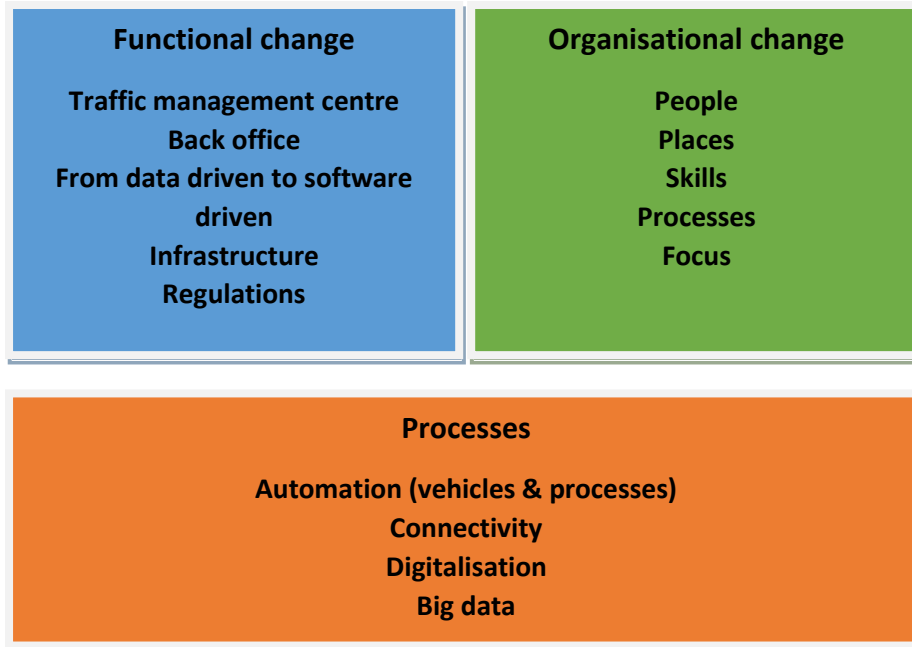 Functional change
Traffic management centre
Back office
From data driven to software
driven
Infrastructure
Regulations
Organisational change
People
Places
Skills
Processes
Focus
Processes
Automation (vehicles & processes)
Connectivity
Digitalisation
Big data